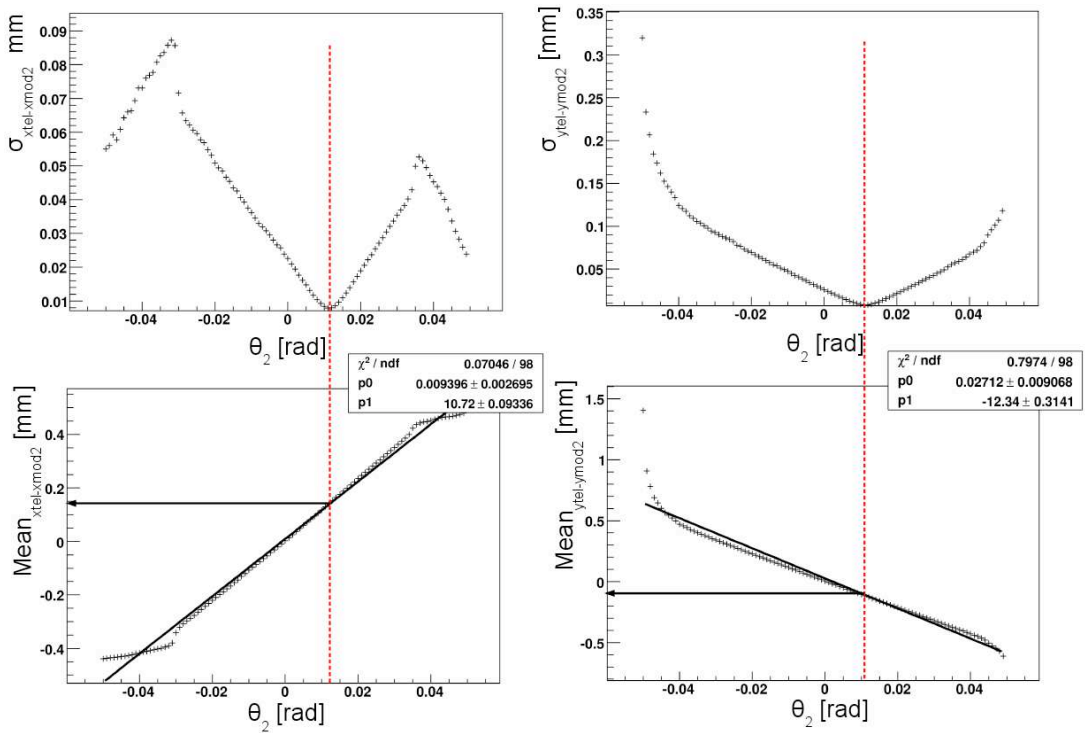 σxtel-xmod2 mm
0.09
0.08
0.07
0.06
0.05
0.04
0.03
0.02
0.01
-0.04 -0.02 0 0.02 0.04
θ2 [rad]
σytel-ymod2 [mm]
0.35
0.3
0.25
0.2
0.15
0.1
0.05
-0.04 -0.02 0 0.02 0.04
θ2 [rad]
χ² / ndf 0.07046 / 98
p0 0.009396 ± 0.002695
p1 10.72 ± 0.09336
Meanxtel-xmod2 [mm]
0.4
0.2
0
-0.2
-0.4
-0.04 -0.02 0 0.02 0.04
θ2 [rad]
χ² / ndf 0.7974 / 98
p0 0.02712 ± 0.009068
p1 -12.34 ± 0.3141
Meanytel-ymod2 [mm]
1.5
1
0.5
0
-0.5
-0.04 -0.02 0 0.02 0.04
θ2 [rad]